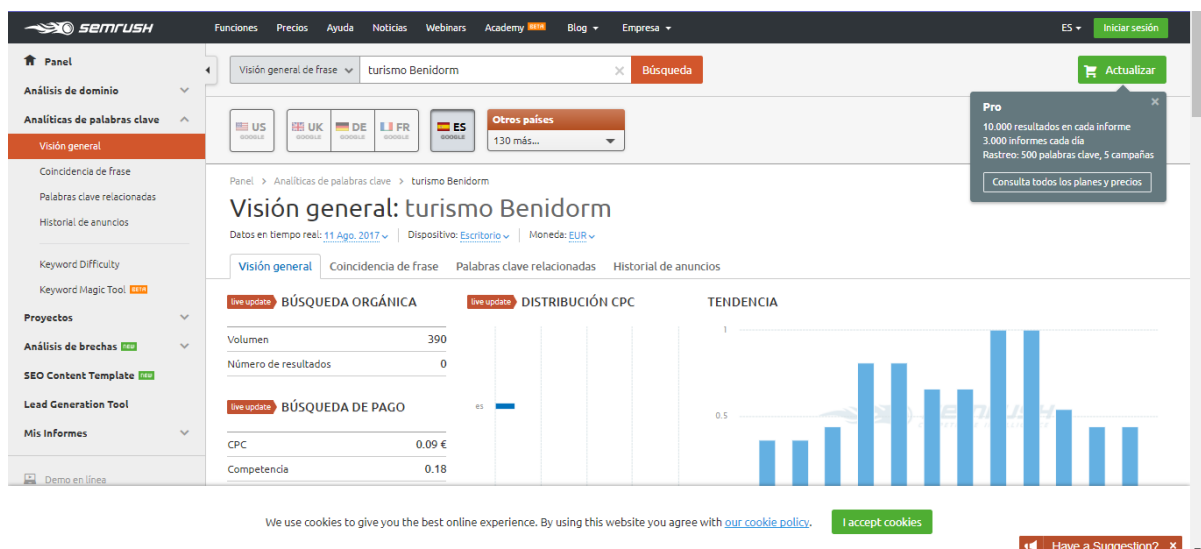 semrush Funciones Precios Ayuda Noticias Webinars Academy BETA Blog Empresa ES Iniciar sesión
Panel
Análisis de dominio
Analíticas de palabras clave
Visión general
Coincidencia de frase
Palabras clave relacionadas
Historial de anuncios
Keyword Difficulty
Keyword Magic Tool BETA
Proyectos
Análisis de brechas new
SEO Content Template new
Lead Generation Tool
Mis Informes
Demo en línea
Visión general de frase turismo Benidorm Búsqueda
Actualizar
Pro
10.000 resultados en cada informe
3.000 informes cada día
Rastreo: 500 palabras clave, 5 campañas
Consulta todos los planes y precios
US GOOGLE
UK GOOGLE
DE GOOGLE
FR GOOGLE
ES GOOGLE
Otros países
130 más...
Panel > Analíticas de palabras clave > turismo Benidorm
Visión general: turismo Benidorm
Datos en tiempo real: 11 Ago. 2017 Dispositivo: Escritorio Moneda: EUR
Visión general Coincidencia de frase Palabras clave relacionadas Historial de anuncios
live update BÚSQUEDA ORGÁNICA
Volumen 390
Número de resultados 0
live update BÚSQUEDA DE PAGO
CPC 0.09 €
Competencia 0.18
live update DISTRIBUCIÓN CPC
es
TENDENCIA
1
0.5
We use cookies to give you the best online experience. By using this website you agree with our cookie policy. I accept cookies
Have a Suggestion? x